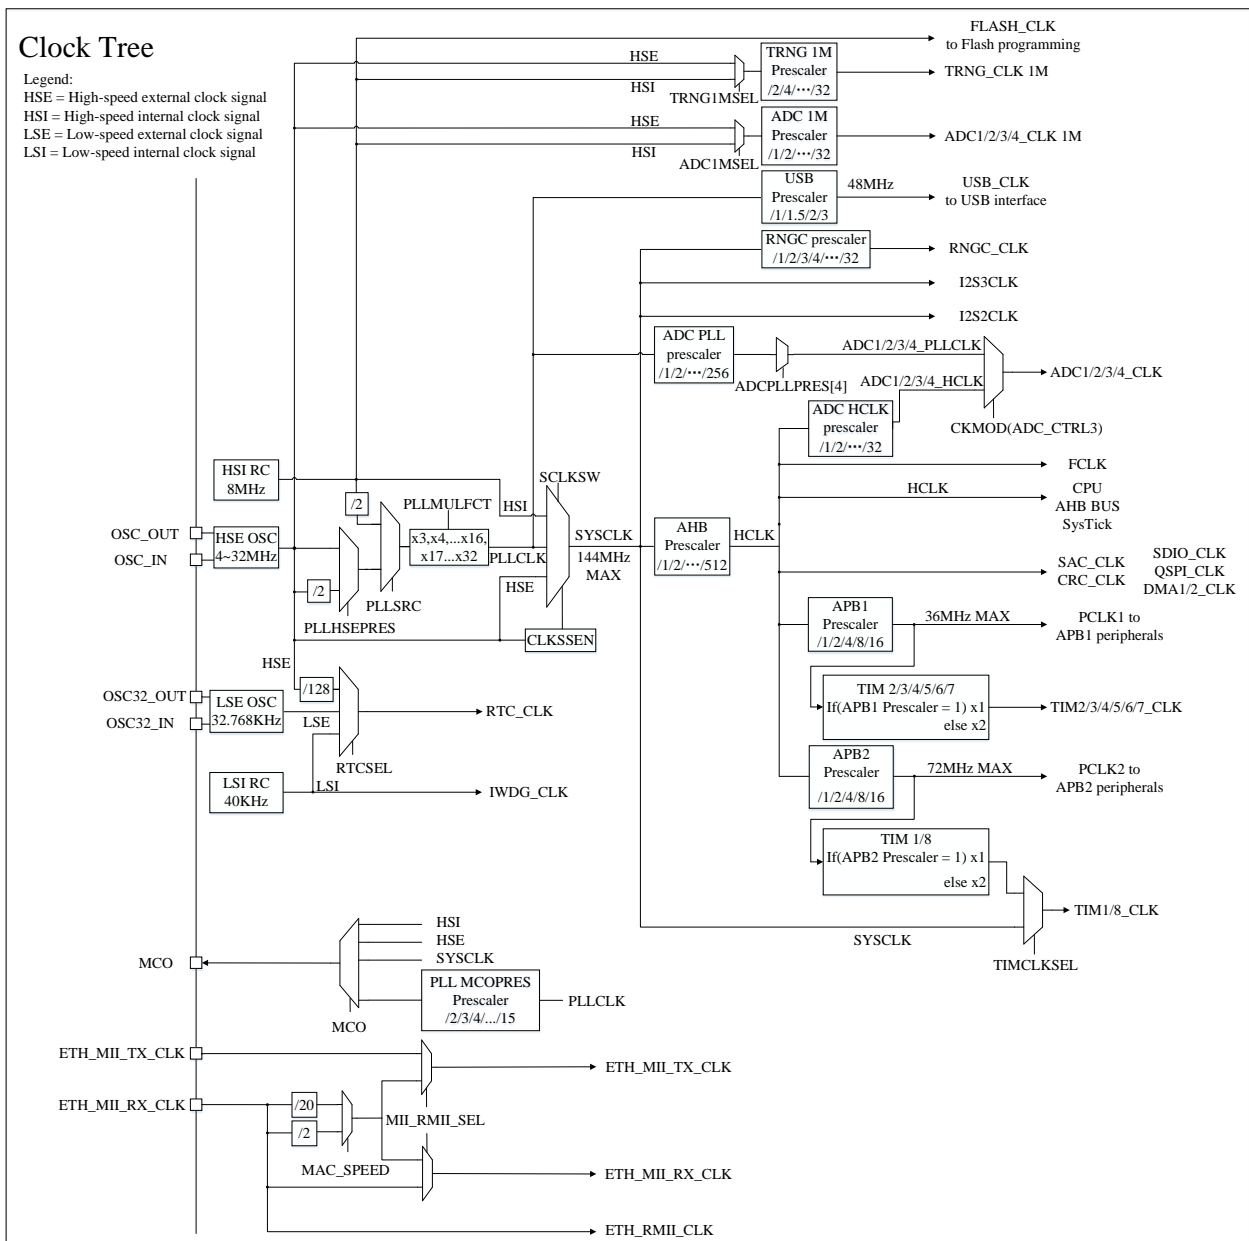 Clock Tree
Legend:
HSE = High-speed external clock signal
HSI = High-speed internal clock signal
LSE = Low-speed external clock signal
LSI = Low-speed internal clock signal
FLASH_CLK
to Flash programming
HSE
HSI
TRNG1MSEL
TRNG 1M
Prescaler
/2/4/···/32
TRNG_CLK 1M
HSE
HSI
ADC1MSEL
ADC 1M
Prescaler
/1/2/···/32
ADC1/2/3/4_CLK 1M
USB
Prescaler
/1/1.5/2/3
48MHz
USB_CLK
to USB interface
RNGC prescaler
/1/2/3/4/···/32
RNGC_CLK
I2S3CLK
I2S2CLK
ADC PLL
prescaler
/1/2/···/256
ADCPLLPRES[4]
ADC1/2/3/4_PLLCLK
ADC1/2/3/4_HCLK
ADC1/2/3/4_CLK
CKMOD(ADC_CTRL3)
ADC HCLK
prescaler
/1/2/···/32
HSI RC
8MHz
/2
PLLMULFCT
SCLKSW
HSI
FCLK
HCLK
CPU
AHB BUS
SysTick
OSC_OUT
OSC_IN
HSE OSC
4~32MHz
/2
PLLHSEPRES
PLLSRC
x3,x4,...x16,
x17...x32
PLLCLK
HSE
SYSCLK
144MHz
MAX
AHB
Prescaler
/1/2/···/512
HCLK
SAC_CLK
CRC_CLK
SDIO_CLK
QSPI_CLK
DMA1/2_CLK
CLKSSEN
APB1
Prescaler
/1/2/4/8/16
36MHz MAX
PCLK1 to
APB1 peripherals
HSE
/128
OSC32_OUT
OSC32_IN
LSE OSC
32.768KHz
LSE
RTC_CLK
RTCSEL
TIM 2/3/4/5/6/7
If(APB1 Prescaler = 1) x1
else x2
TIM2/3/4/5/6/7_CLK
LSI RC
40KHz
LSI
IWDG_CLK
APB2
Prescaler
/1/2/4/8/16
72MHz MAX
PCLK2 to
APB2 peripherals
TIM 1/8
If(APB2 Prescaler = 1) x1
else x2
TIM1/8_CLK
SYSCLK
TIMCLKSEL
MCO
HSI
HSE
SYSCLK
PLL MCOPRES
Prescaler
/2/3/4/.../15
PLLCLK
MCO
ETH_MII_TX_CLK
ETH_MII_TX_CLK
ETH_MII_RX_CLK
/20
/2
MAC_SPEED
MII_RMII_SEL
ETH_MII_RX_CLK
ETH_RMII_CLK